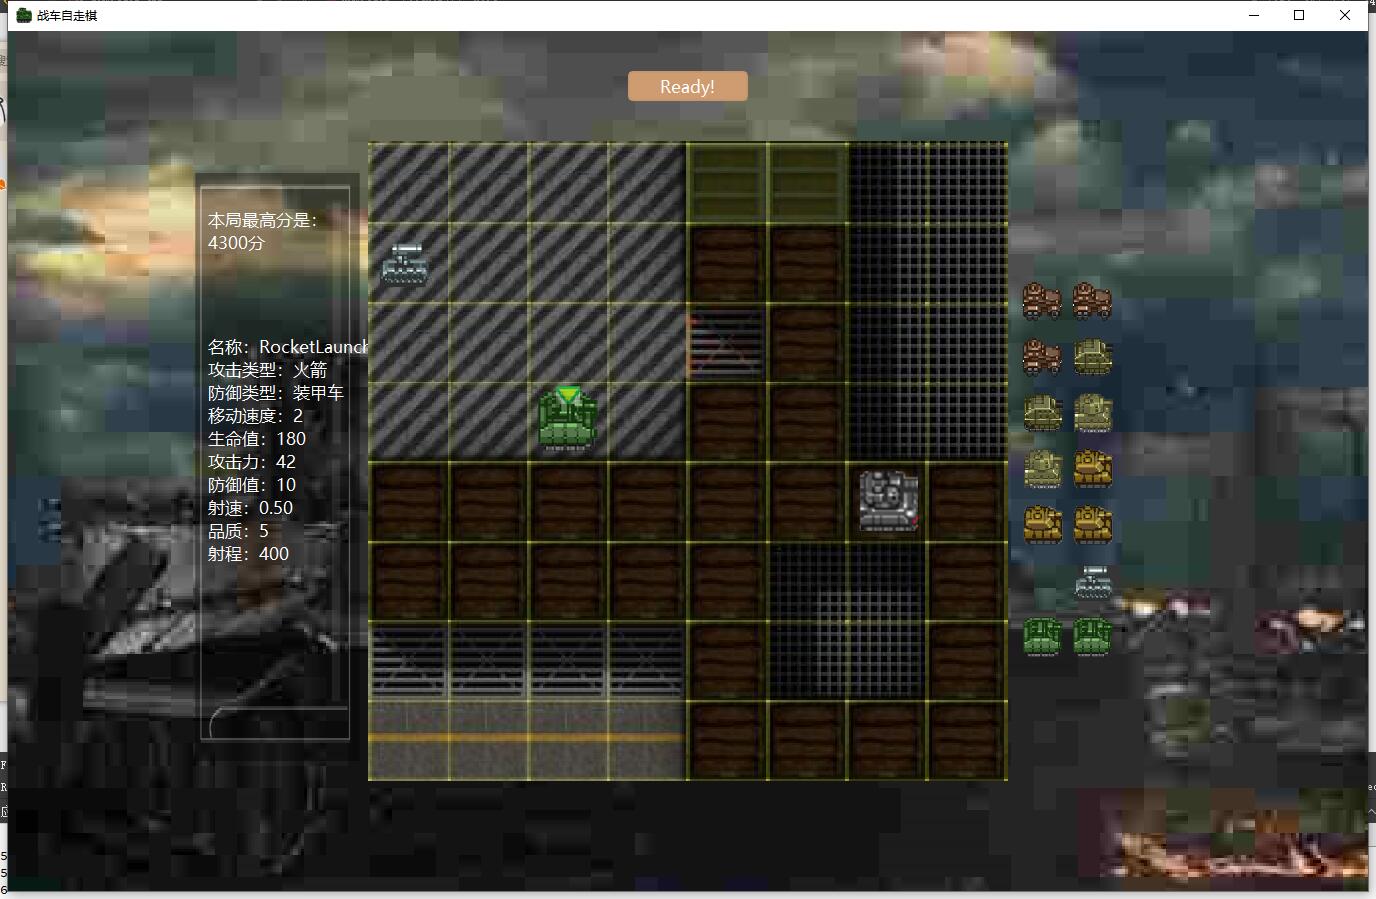 战车自走棋
Ready!
本局最高分是:
4300分
名称: RocketLaunch
攻击类型: 火箭
防御类型: 装甲车
移动速度: 2
生命值: 180
攻击力: 42
防御值: 10
射速: 0.50
品质: 5
射程: 400